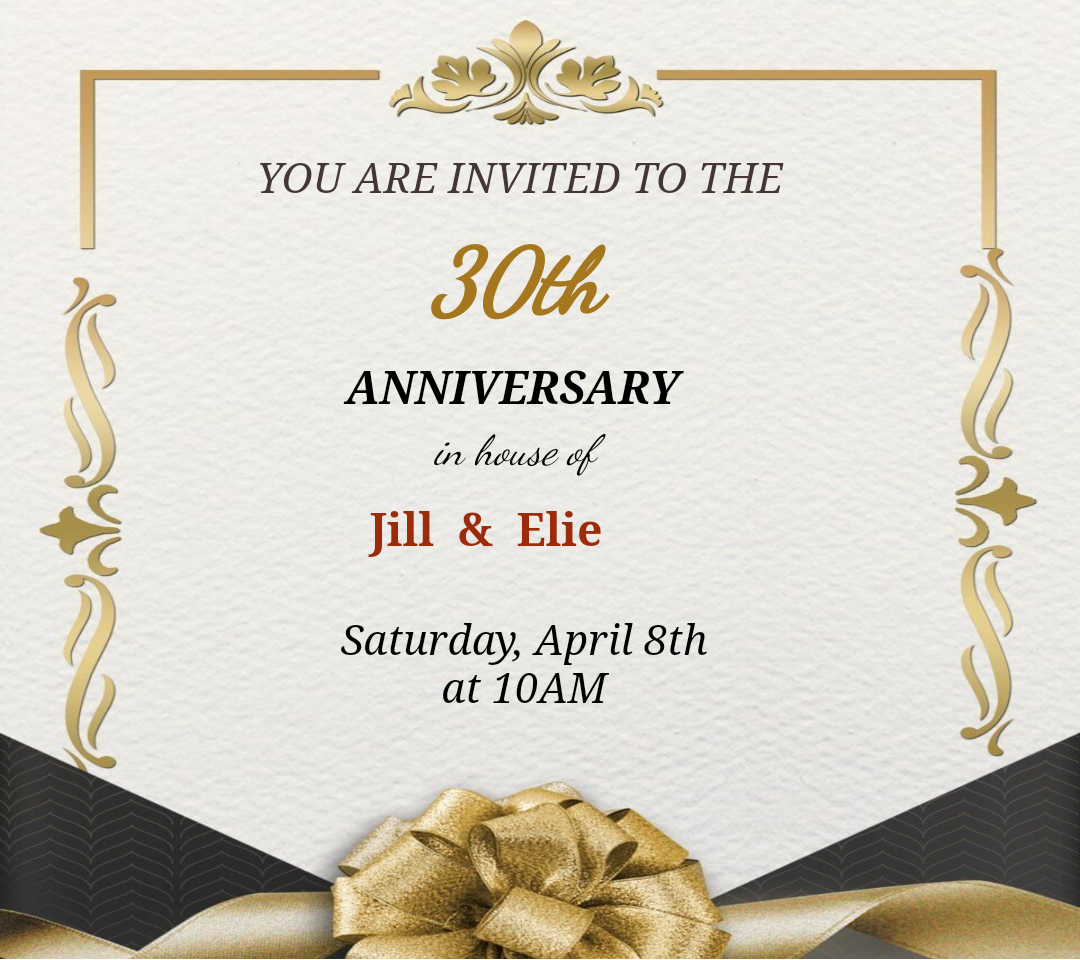 YOU ARE INVITED TO THE
30th
ANNIVERSARY
in house of
Jill & Elie
Saturday, April 8th
at 10AM